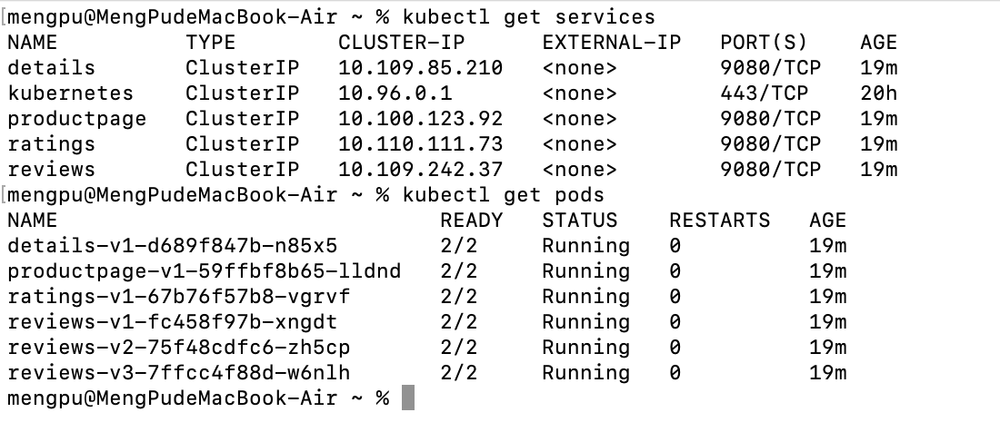 mengpu@MengPudeMacBook-Air ~ % kubectl get services
NAME TYPE CLUSTER-IP EXTERNAL-IP PORT(S) AGE
details ClusterIP 10.109.85.210 <none> 9080/TCP 19m
kubernetes ClusterIP 10.96.0.1 <none> 443/TCP 20h
productpage ClusterIP 10.100.123.92 <none> 9080/TCP 19m
ratings ClusterIP 10.110.111.73 <none> 9080/TCP 19m
reviews ClusterIP 10.109.242.37 <none> 9080/TCP 19m
mengpu@MengPudeMacBook-Air ~ % kubectl get pods
NAME READY STATUS RESTARTS AGE
details-v1-d689f847b-n85x5 2/2 Running 0 19m
productpage-v1-59ffbf8b65-lldnd 2/2 Running 0 19m
ratings-v1-67b76f57b8-vgrvf 2/2 Running 0 19m
reviews-v1-fc458f97b-xngdt 2/2 Running 0 19m
reviews-v2-75f48cdfc6-zh5cp 2/2 Running 0 19m
reviews-v3-7ffcc4f88d-w6nlh 2/2 Running 0 19m
mengpu@MengPudeMacBook-Air ~ %